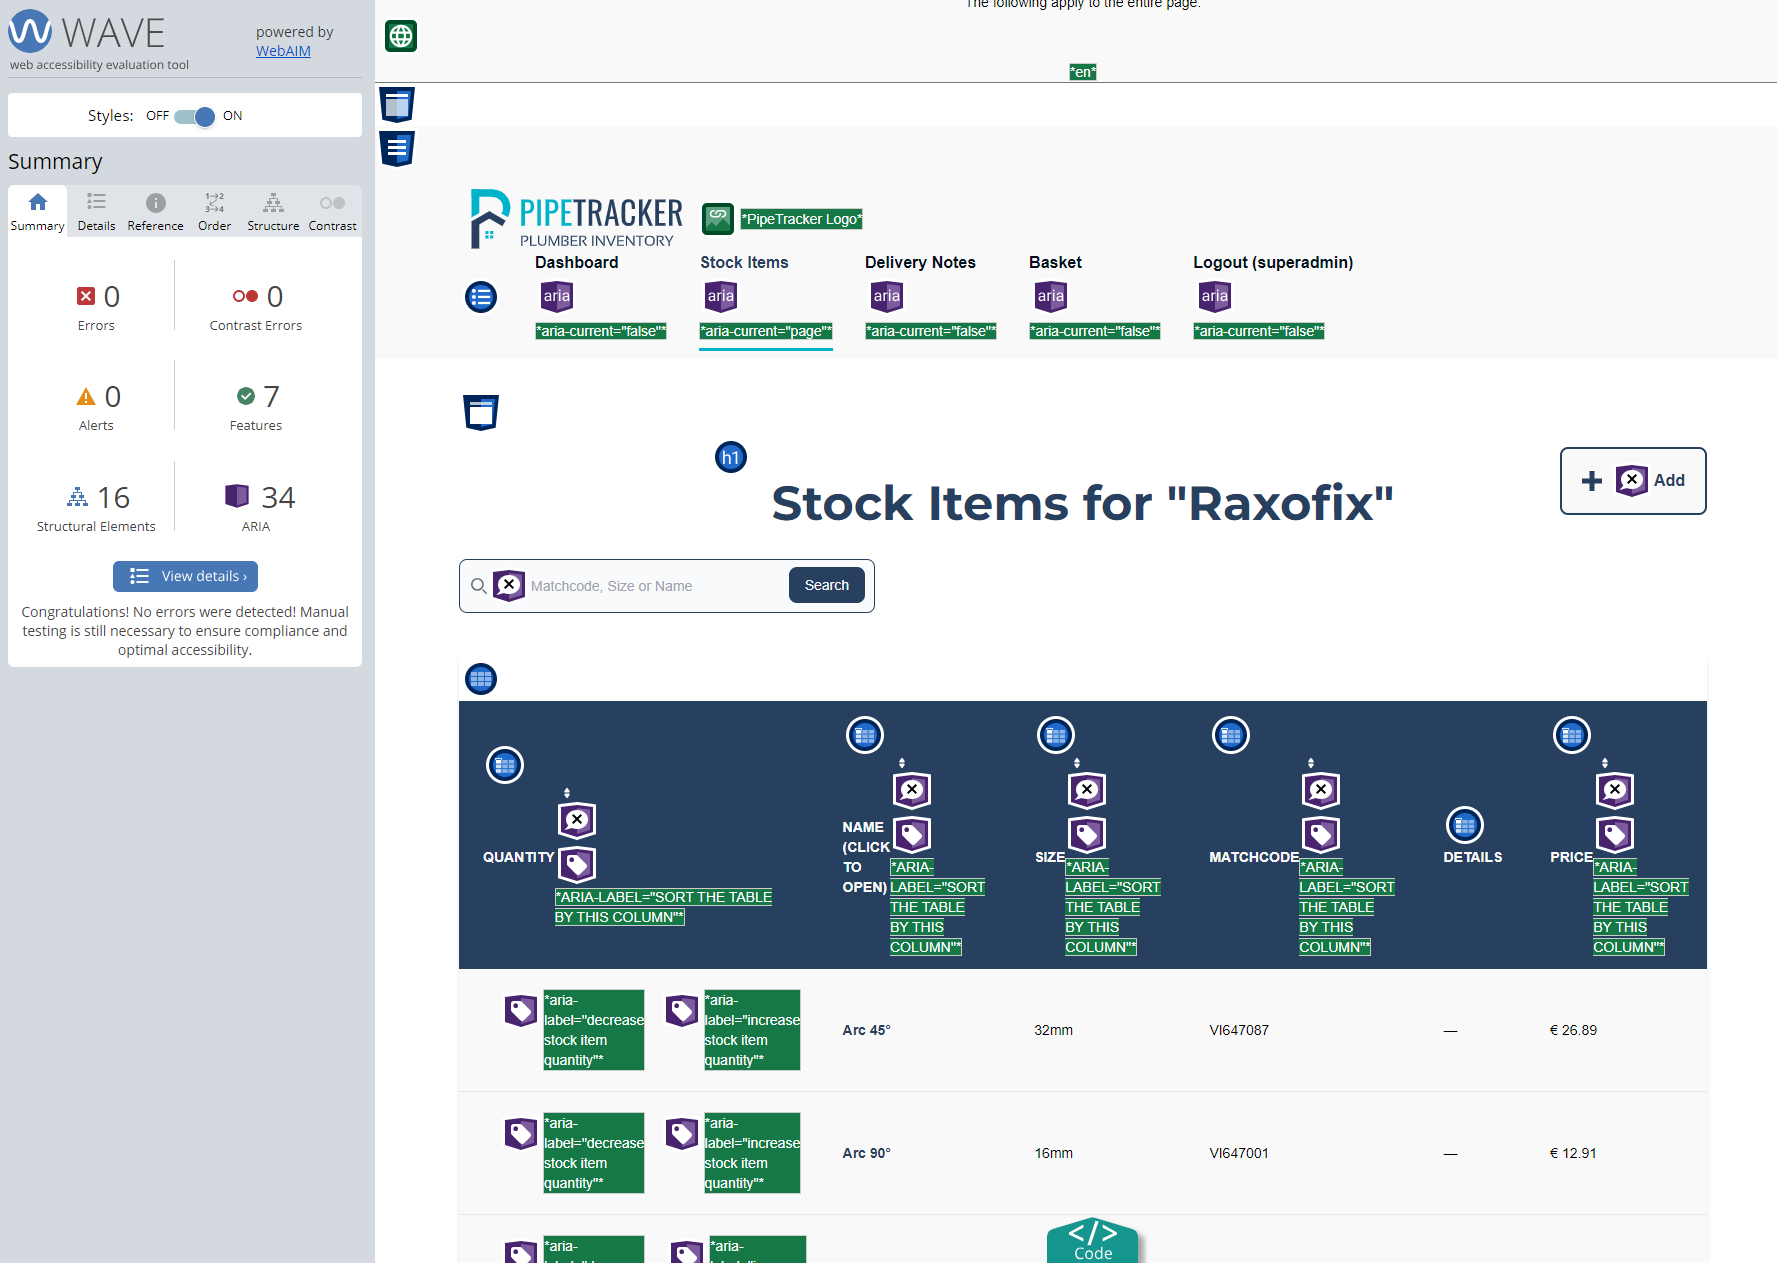 WAVE
web accessibility evaluation tool
powered by
WebAIM
Styles: OFF ON
Summary
Summary Details Reference Order Structure Contrast
0
Errors
0
Contrast Errors
0
Alerts
7
Features
16
Structural Elements
34
ARIA
View details ›
Congratulations! No errors were detected! Manual
testing is still necessary to ensure compliance and
optimal accessibility.
The following apply to the entire page.
*en*
PIPETRACKER
PLUMBER INVENTORY
*PipeTracker Logo*
Dashboard Stock Items Delivery Notes Basket Logout (superadmin)
aria aria aria aria aria
*aria-current="false"* *aria-current="page"* *aria-current="false"* *aria-current="false"* *aria-current="false"*
h1
Stock Items for "Raxofix"
Add
Matchcode, Size or Name
Search
QUANTITY
*ARIA-LABEL="SORT THE TABLE
BY THIS COLUMN"*
NAME
(CLICK
TO
OPEN)
*ARIA-
LABEL="SORT
THE TABLE
BY THIS
COLUMN"*
SIZE
*ARIA-
LABEL="SORT
THE TABLE
BY THIS
COLUMN"*
MATCHCODE
*ARIA-
LABEL="SORT
THE TABLE
BY THIS
COLUMN"*
DETAILS
PRICE
*ARIA-
LABEL="SORT
THE TABLE
BY THIS
COLUMN"*
*aria-
label="decrease
stock item
quantity"*
*aria-
label="increase
stock item
quantity"*
Arc 45° 32mm VI647087 — € 26.89
*aria-
label="decrease
stock item
quantity"*
*aria-
label="increase
stock item
quantity"*
Arc 90° 16mm VI647001 — € 12.91
*aria-
*aria-
</>
Code